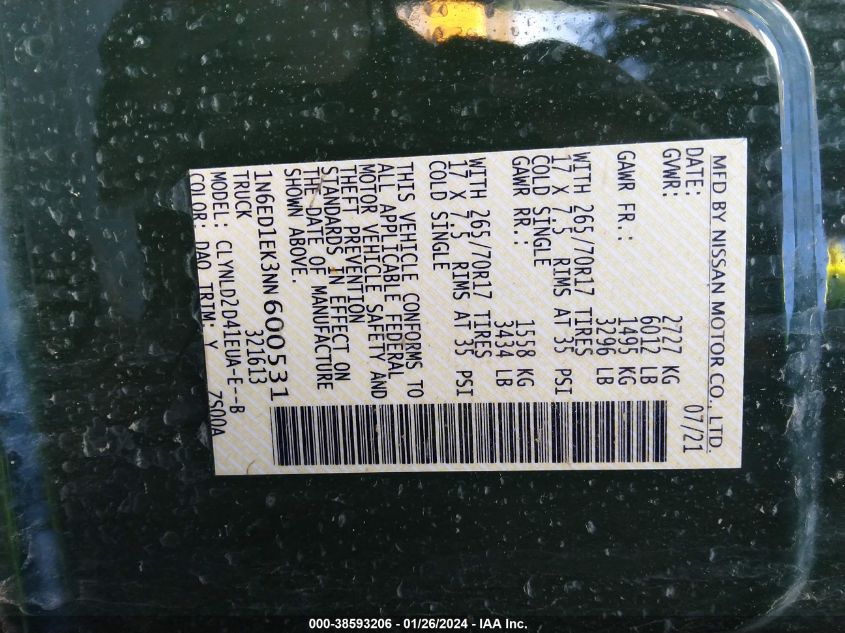 MFD BY NISSAN MOTOR CO., LTD.
DATE: 07/21
GVWR: 2727 KG
6012 LB
GAWR FR.: 1495 KG
3296 LB
WITH 265/70R17 TIRES
17 X 7.5 RIMS AT 35 PSI
COLD SINGLE
GAWR RR.: 1558 KG
3434 LB
WITH 265/70R17 TIRES
17 X 7.5 RIMS AT 35 PSI
COLD SINGLE
THIS VEHICLE CONFORMS TO
ALL APPLICABLE FEDERAL
MOTOR VEHICLE SAFETY AND
THEFT PREVENTION
STANDARDS IN EFFECT ON
THE DATE OF MANUFACTURE
SHOWN ABOVE.
1N6ED1EK3NN600531
TRUCK 321613
MODEL: CLYNLD2D41EUA-E--B
COLOR: DAQ TRIM: Y 7S00A
000-38593206 - 01/26/2024 - IAA Inc.